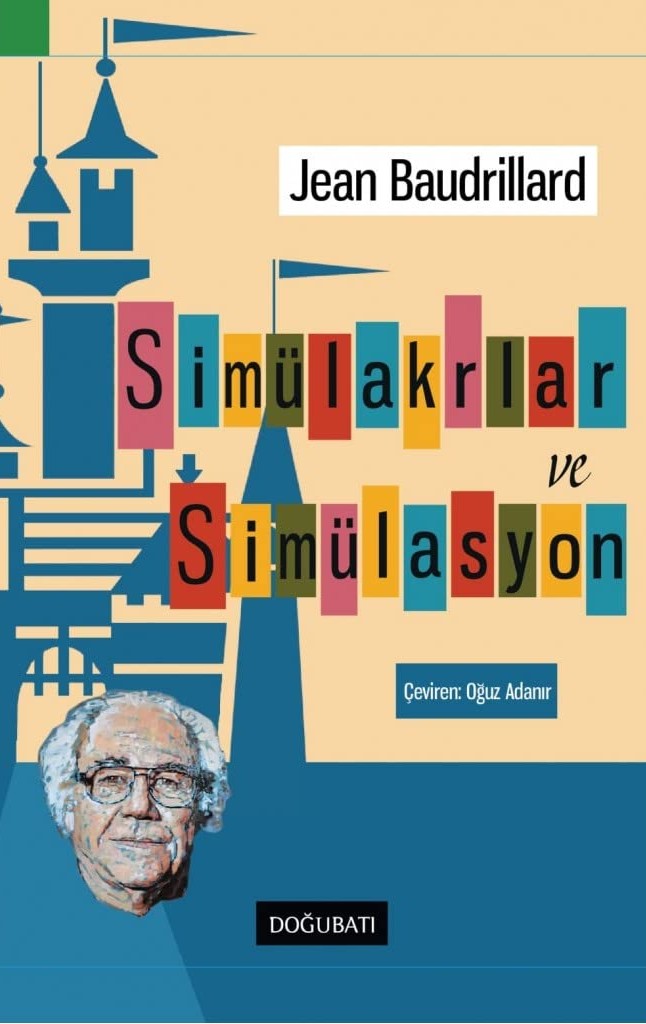 Jean Baudrillard
Simülakrlar
ve
Simülasyon
Çeviren: Oğuz Adanır
DOĞUBATI